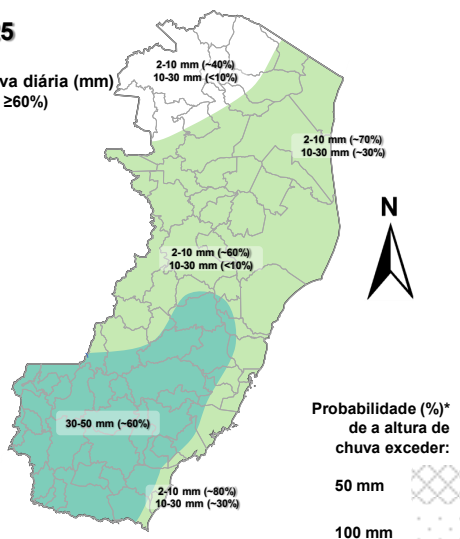 25
va diária (mm)
≥60%)
2-10 mm (~40%)
10-30 mm (<10%)
2-10 mm (~70%)
10-30 mm (~30%)
N
2-10 mm (~60%)
10-30 mm (<10%)
30-50 mm (~60%)
2-10 mm (~80%)
10-30 mm (~30%)
Probabilidade (%)*
de a altura de
chuva exceder:
50 mm
100 mm